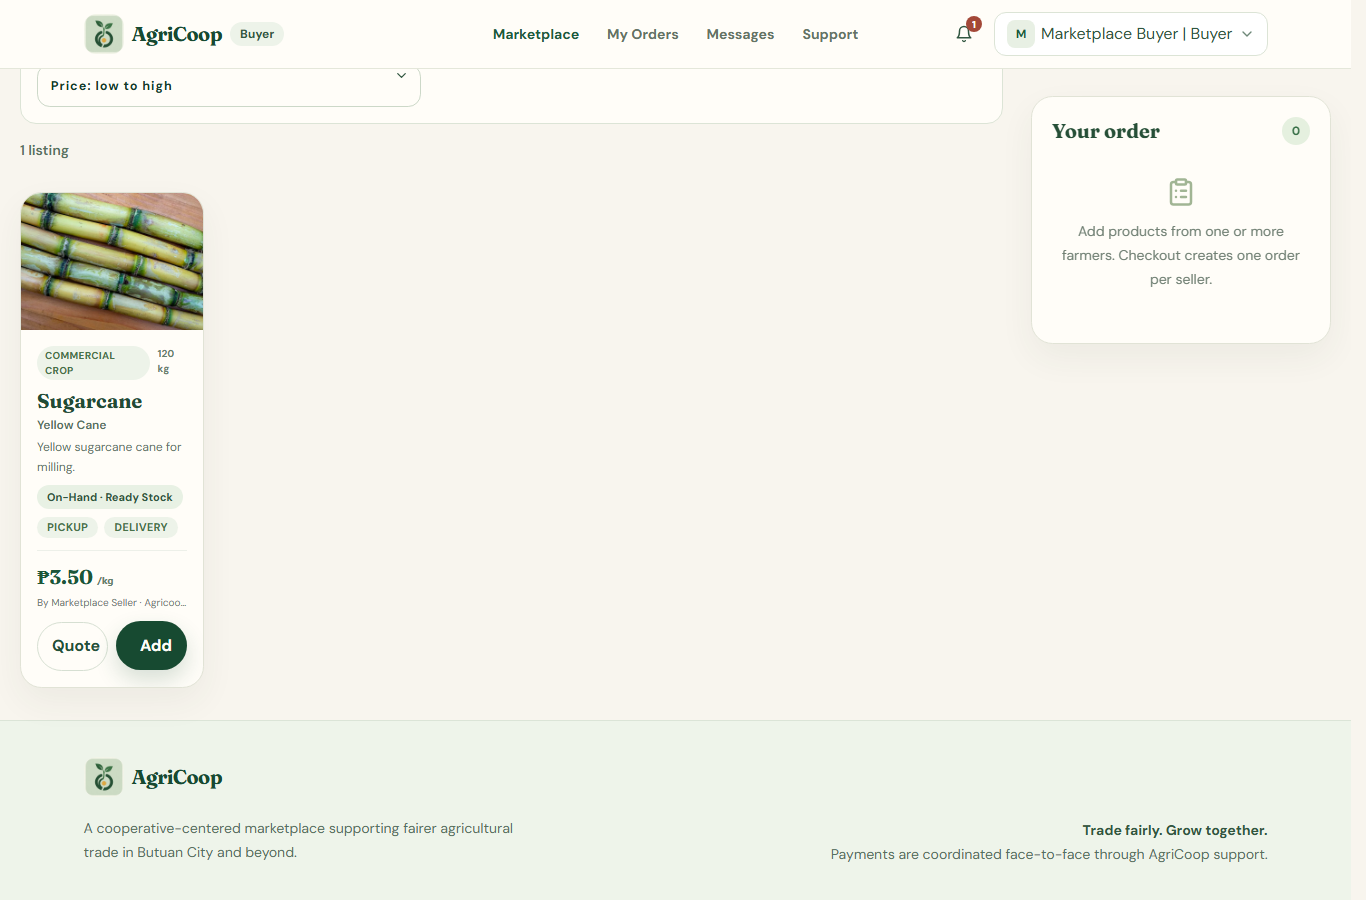 AgriCoop
Buyer
Marketplace
My Orders
Messages
Support
1
M
Marketplace Buyer | Buyer
Price: low to high
1 listing
Your order
0
Add products from one or more
farmers. Checkout creates one order
per seller.
COMMERCIAL
CROP
120
kg
Sugarcane
Yellow Cane
Yellow sugarcane cane for
milling.
On-Hand · Ready Stock
PICKUP
DELIVERY
₱3.50 /kg
By Marketplace Seller · Agricoo...
Quote
Add
AgriCoop
A cooperative-centered marketplace supporting fairer agricultural
trade in Butuan City and beyond.
Trade fairly. Grow together.
Payments are coordinated face-to-face through AgriCoop support.